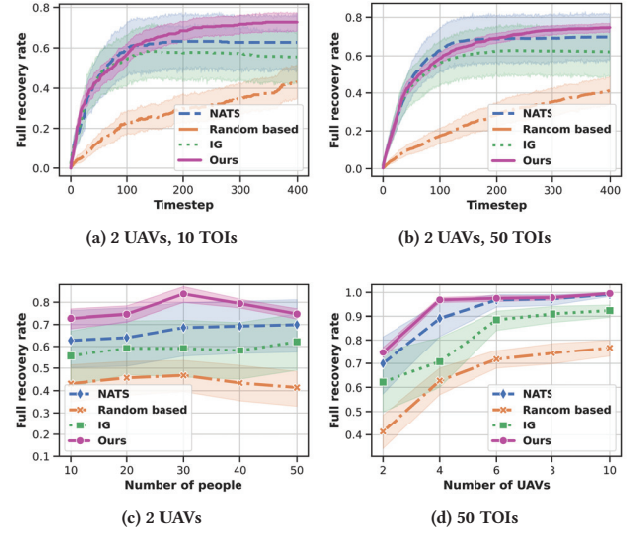 Full recovery rate
0.8
0.6
0.4
0.2
0.0
NATS
Random based
IG
Ours
0 100 200 300 400
Timestep
(a) 2 UAVs, 10 TOIs
Full recovery rate
0.8
0.6
0.4
0.2
0.0
NATS
Random based
IG
Ours
0 100 200 300 400
Timestep
(b) 2 UAVs, 50 TOIs
Full recovery rate
0.8
0.7
0.6
0.5
0.4
0.3
0.2
0.1
NATS
Random based
IG
Ours
10 20 30 40 50
Number of people
(c) 2 UAVs
Full recovery rate
1.0
0.9
0.8
0.7
0.6
0.5
0.4
NATS
Random based
IG
Ours
2 4 6 8 10
Number of UAVs
(d) 50 TOIs